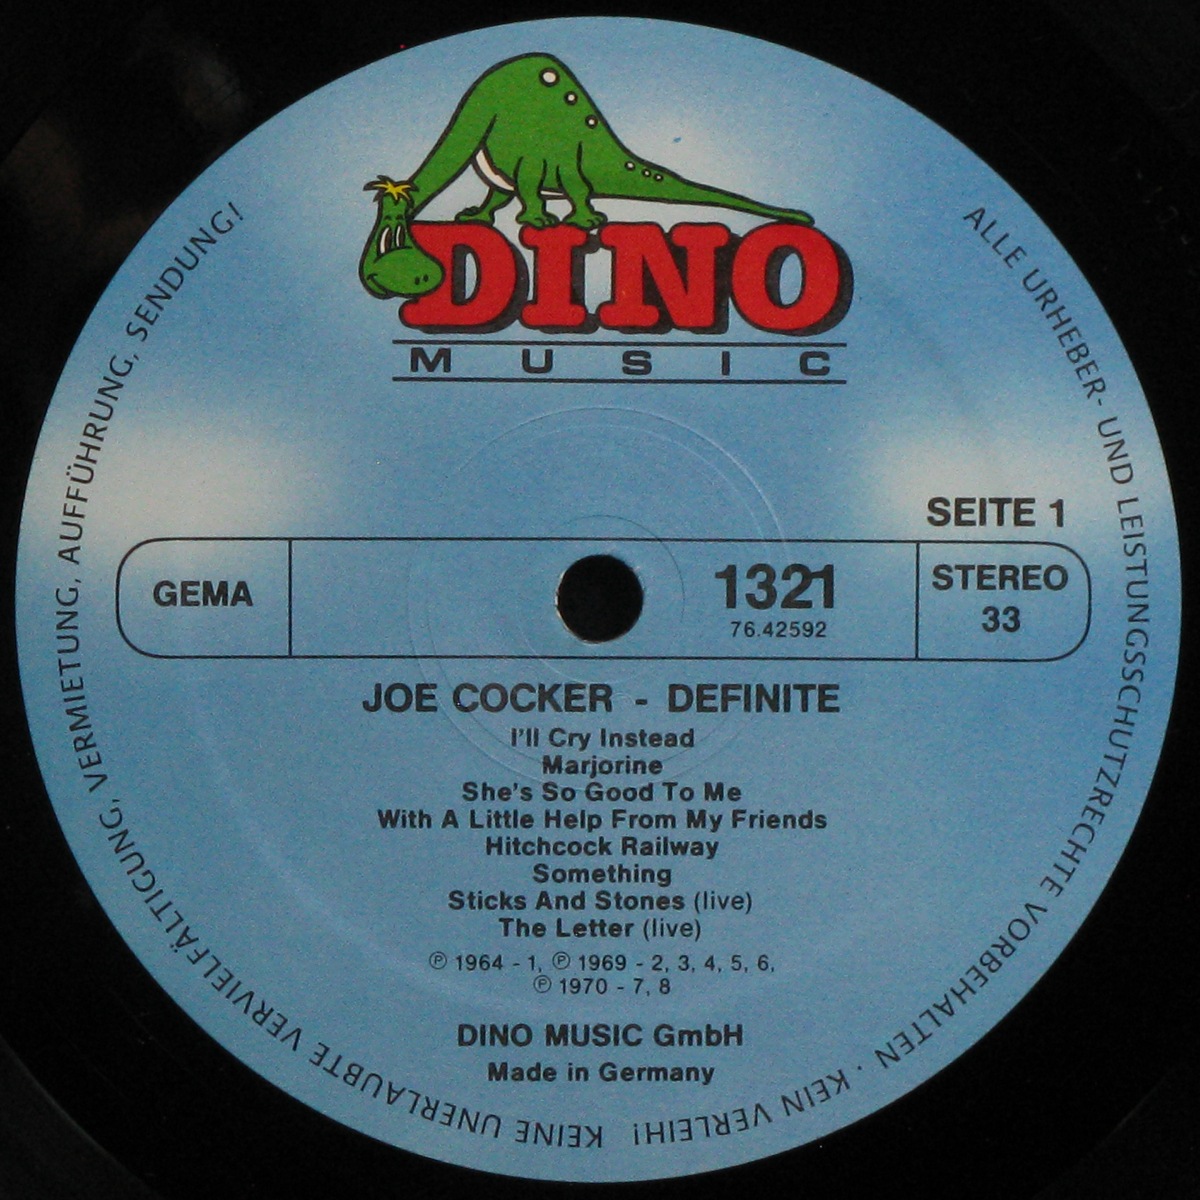 DINO
MUSIC
SEITE 1
GEMA
1321
76.42592
STEREO
33
JOE COCKER - DEFINITE
I'll Cry Instead
Marjorine
She's So Good To Me
With A Little Help From My Friends
Hitchcock Railway
Something
Sticks And Stones (live)
The Letter (live)
℗ 1964 - 1, ℗ 1969 - 2, 3, 4, 5, 6,
℗ 1970 - 7, 8
DINO MUSIC GmbH
Made in Germany
ALLE URHEBER- UND LEISTUNGSSCHUTZRECHTE VORBEHALTEN · KEIN VERLEIH! KEINE UNERLAUBTE VERVIELFÄLTIGUNG, VERMIETUNG, AUFFÜHRUNG, SENDUNG!